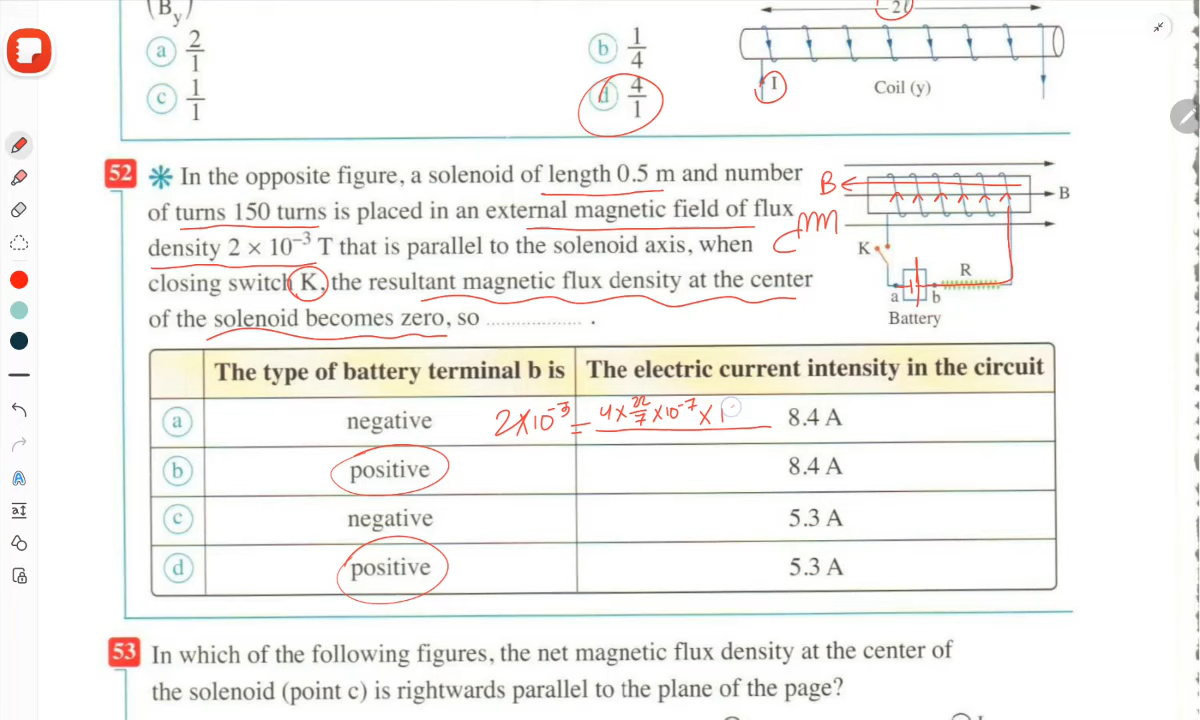 (B_y)
2l
a 2/1
b 1/4
c 1/1
d 4/1
I
Coil (y)
52 * In the opposite figure, a solenoid of length 0.5 m and number
of turns 150 turns is placed in an external magnetic field of flux
density 2 × 10⁻³ T that is parallel to the solenoid axis, when
closing switch K, the resultant magnetic flux density at the center
of the solenoid becomes zero, so .................... .
B
B
K
R
a
b
Battery
The type of battery terminal b is
The electric current intensity in the circuit
a negative 8.4 A
2×10⁻³ = 4 × 22/7 × 10⁻⁷ × 1
b positive 8.4 A
c negative 5.3 A
d positive 5.3 A
53 In which of the following figures, the net magnetic flux density at the center of
the solenoid (point c) is rightwards parallel to the plane of the page?